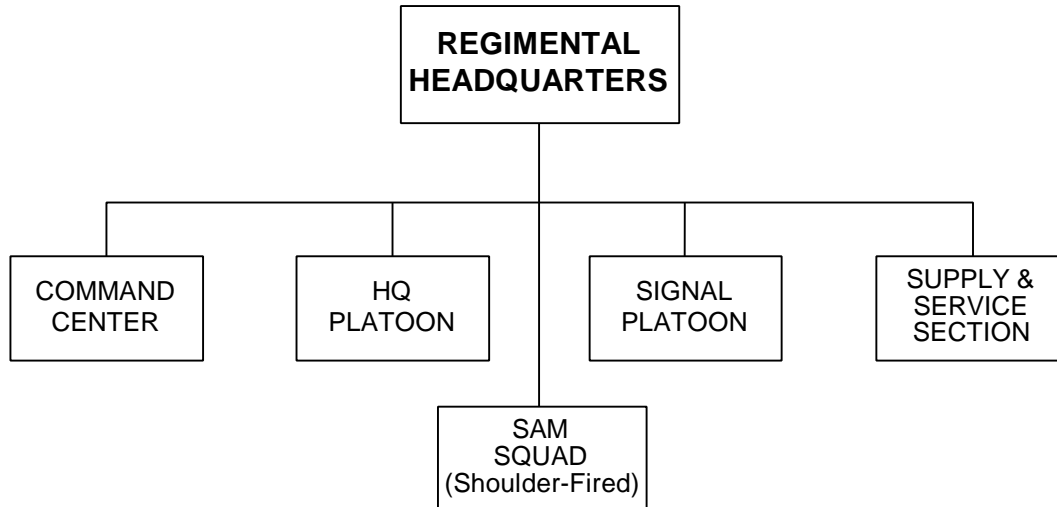 REGIMENTAL
HEADQUARTERS
COMMAND
CENTER
HQ
PLATOON
SIGNAL
PLATOON
SUPPLY &
SERVICE
SECTION
SAM
SQUAD
(Shoulder-Fired)